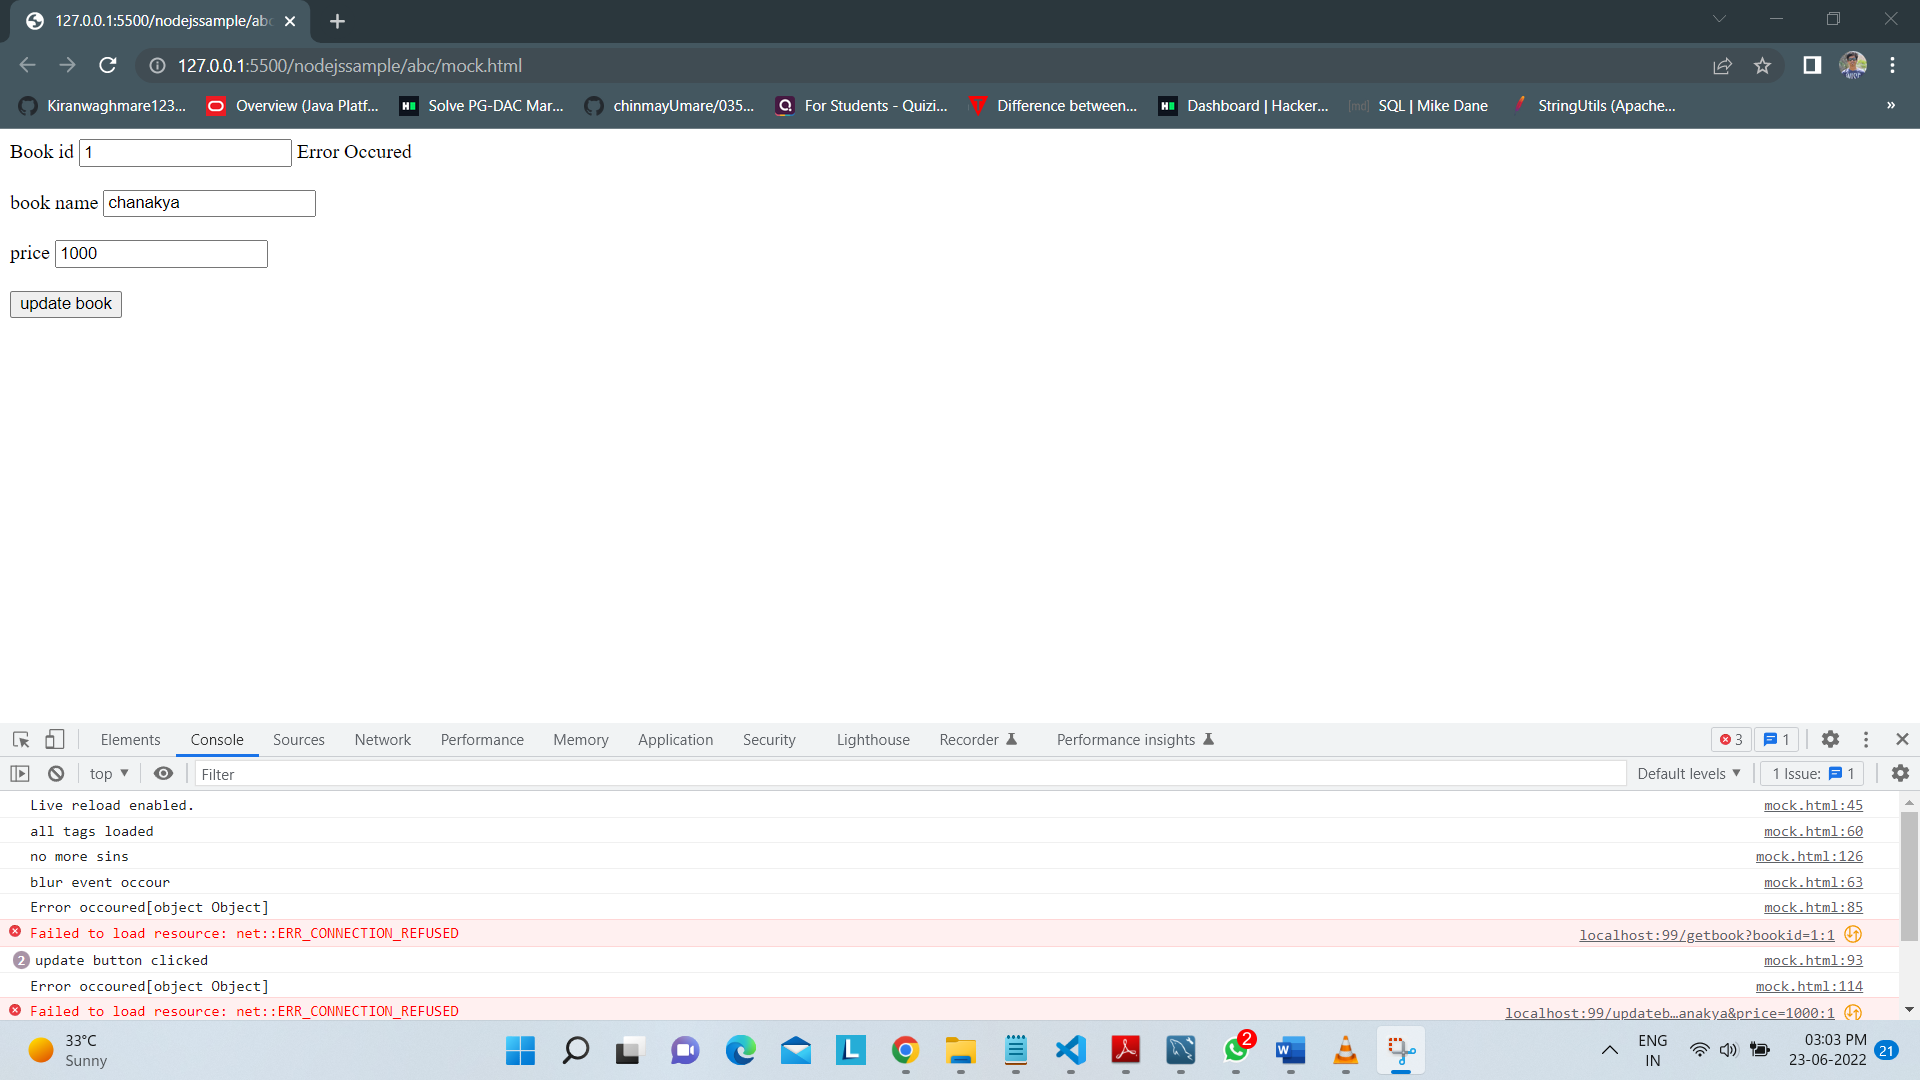 127.0.0.1:5500/nodejssample/abc
127.0.0.1:5500/nodejssample/abc/mock.html
Kiranwaghmare123... Overview (Java Platf... Solve PG-DAC Mar... chinmayUmare/035... For Students - Quizi... Difference between... Dashboard | Hacker... [md] SQL | Mike Dane StringUtils (Apache... »
Book id 1 Error Occured
book name chanakya
price 1000
update book
Elements Console Sources Network Performance Memory Application Security Lighthouse Recorder Performance insights 3 1
top Filter Default levels 1 Issue: 1
Live reload enabled. mock.html:45
all tags loaded mock.html:60
no more sins mock.html:126
blur event occour mock.html:63
Error occoured[object Object] mock.html:85
Failed to load resource: net::ERR_CONNECTION_REFUSED localhost:99/getbook?bookid=1:1
2 update button clicked mock.html:93
Error occoured[object Object] mock.html:114
Failed to load resource: net::ERR_CONNECTION_REFUSED localhost:99/updateb…anakya&price=1000:1
33°C
Sunny
2
ENG
IN
03:03 PM
23-06-2022
21